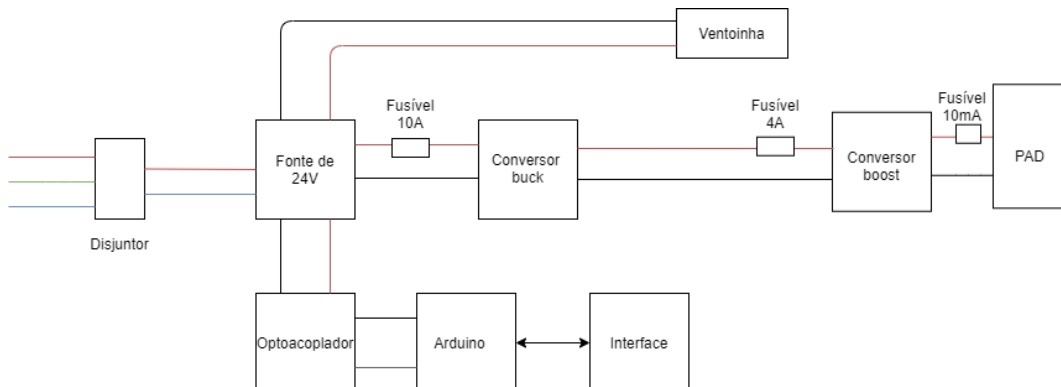 Ventoinha
Fusível
10A
Fusível
4A
Fusível
10mA
Fonte de
24V
Conversor
buck
Conversor
boost
PAD
Disjuntor
Optoacoplador
Arduino
Interface